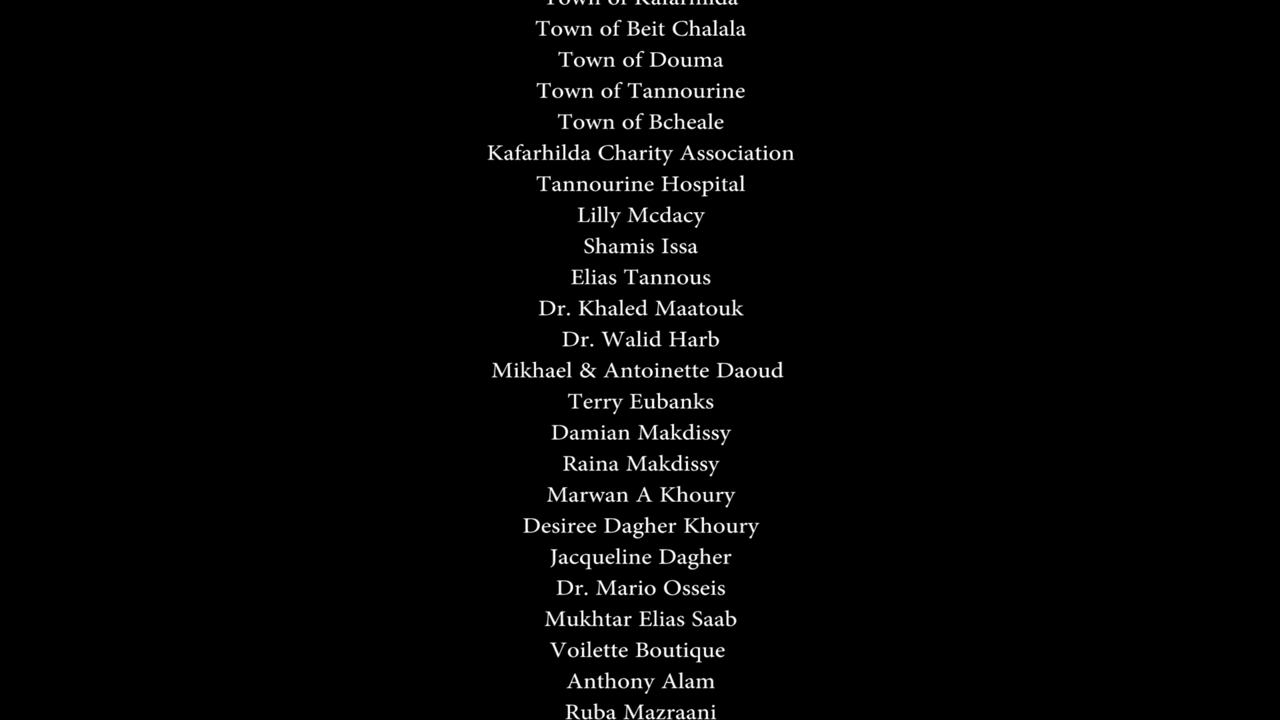 Town of Kafarhilda
Town of Beit Chalala
Town of Douma
Town of Tannourine
Town of Bcheale
Kafarhilda Charity Association
Tannourine Hospital
Lilly Mcdacy
Shamis Issa
Elias Tannous
Dr. Khaled Maatouk
Dr. Walid Harb
Mikhael & Antoinette Daoud
Terry Eubanks
Damian Makdissy
Raina Makdissy
Marwan A Khoury
Desiree Dagher Khoury
Jacqueline Dagher
Dr. Mario Osseis
Mukhtar Elias Saab
Voilette Boutique
Anthony Alam
Ruba Mazraani